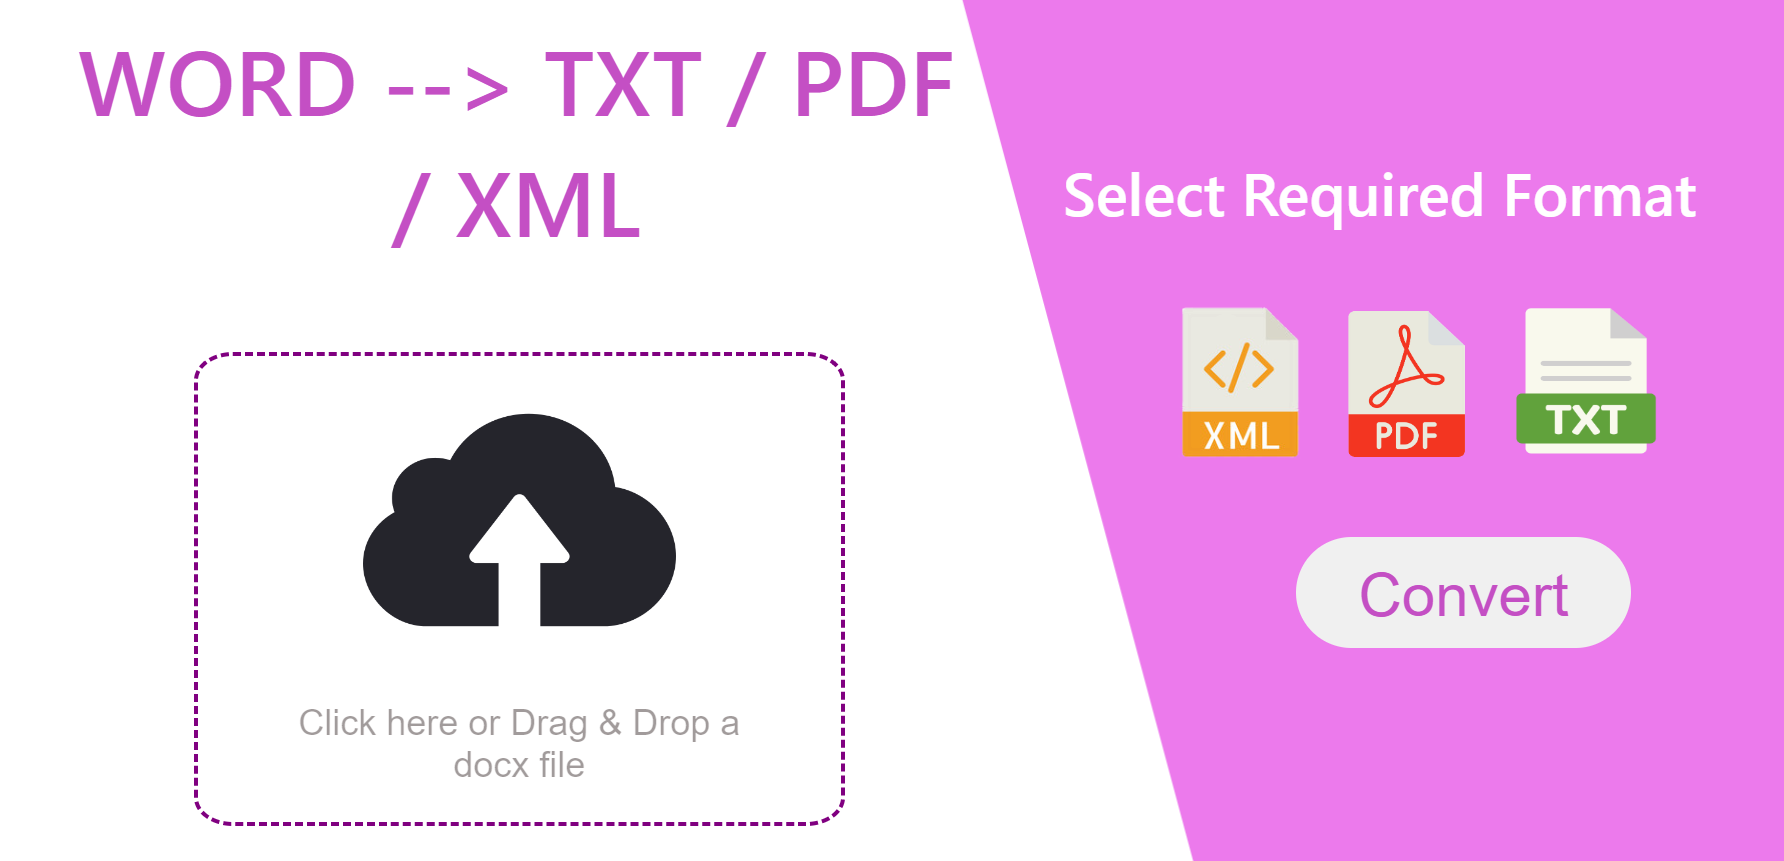 WORD --> TXT / PDF
/ XML
Click here or Drag & Drop a
docx file
Select Required Format
XML
PDF
TXT
Convert